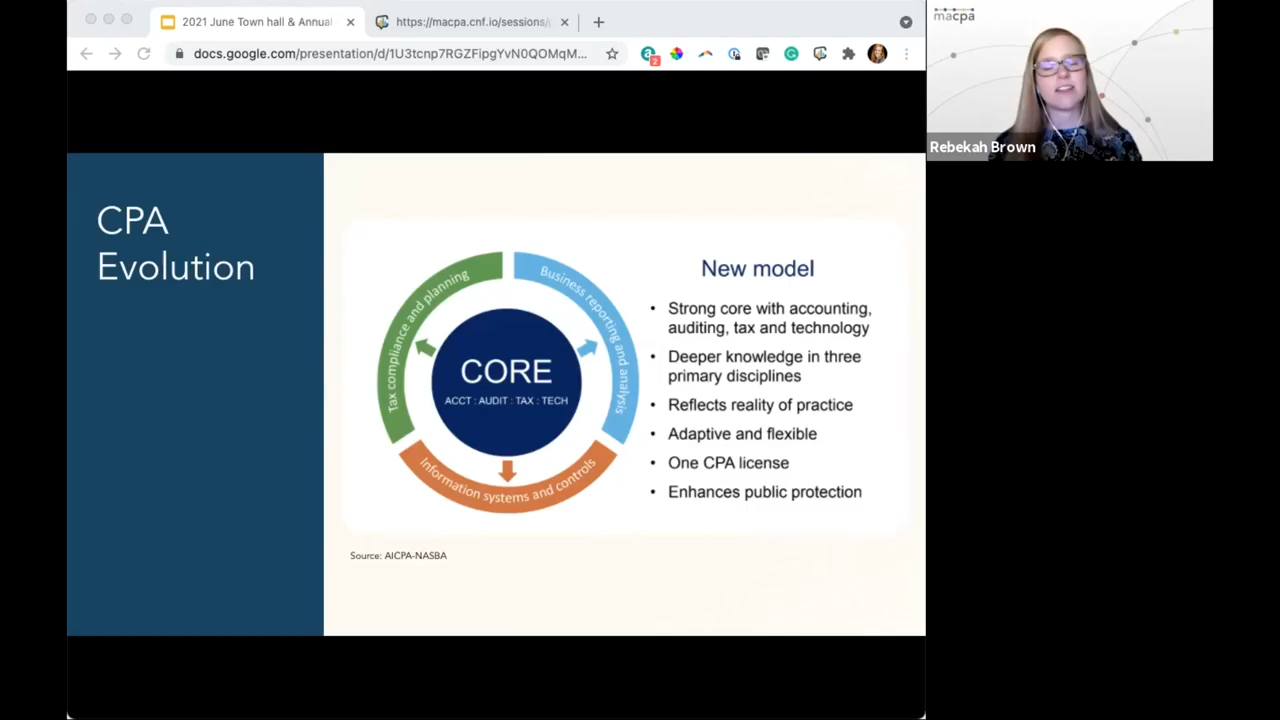 2021 June Town hall & Annual
https://macpa.cnf.io/sessions/
docs.google.com/presentation/d/1U3tcnp7RGZFipgYvN0QOMqM...
2
macpa
Rebekah Brown
CPA
Evolution
Tax compliance and planning
Business reporting and analysis
Information systems and controls
CORE
ACCT : AUDIT : TAX : TECH
New model
• Strong core with accounting,
auditing, tax and technology
• Deeper knowledge in three
primary disciplines
• Reflects reality of practice
• Adaptive and flexible
• One CPA license
• Enhances public protection
Source: AICPA-NASBA